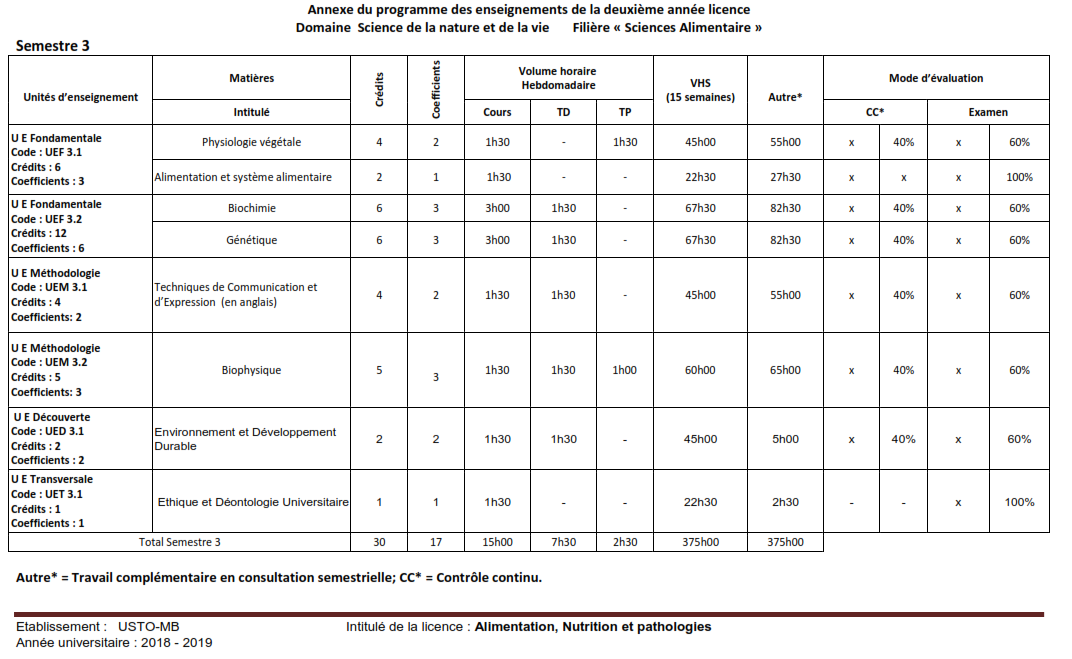 Annexe du programme des enseignements de la deuxième année licence
Domaine Science de la nature et de la vie Filière « Sciences Alimentaire »
Semestre 3
Unités d'enseignement Matières Crédits Coefficients Volume horaire Hebdomadaire VHS (15 semaines) Autre* Mode d'évaluation
Intitulé Cours TD TP CC* Examen
U E Fondamentale
Code : UEF 3.1
Crédits : 6
Coefficients : 3
Physiologie végétale 4 2 1h30 - 1h30 45h00 55h00 x 40% x 60%
Alimentation et système alimentaire 2 1 1h30 - - 22h30 27h30 x x x 100%
U E Fondamentale
Code : UEF 3.2
Crédits : 12
Coefficients : 6
Biochimie 6 3 3h00 1h30 - 67h30 82h30 x 40% x 60%
Génétique 6 3 3h00 1h30 - 67h30 82h30 x 40% x 60%
U E Méthodologie
Code : UEM 3.1
Crédits : 4
Coefficients: 2
Techniques de Communication et
d'Expression (en anglais) 4 2 1h30 1h30 - 45h00 55h00 x 40% x 60%
U E Méthodologie
Code : UEM 3.2
Crédits : 5
Coefficients: 3
Biophysique 5 3 1h30 1h30 1h00 60h00 65h00 x 40% x 60%
U E Découverte
Code : UED 3.1
Crédits : 2
Coefficients : 2
Environnement et Développement
Durable 2 2 1h30 1h30 - 45h00 5h00 x 40% x 60%
U E Transversale
Code : UET 3.1
Crédits : 1
Coefficients : 1
Ethique et Déontologie Universitaire 1 1 1h30 - - 22h30 2h30 - - x 100%
Total Semestre 3 30 17 15h00 7h30 2h30 375h00 375h00
Autre* = Travail complémentaire en consultation semestrielle; CC* = Contrôle continu.
Etablissement : USTO-MB Intitulé de la licence : Alimentation, Nutrition et pathologies
Année universitaire : 2018 - 2019